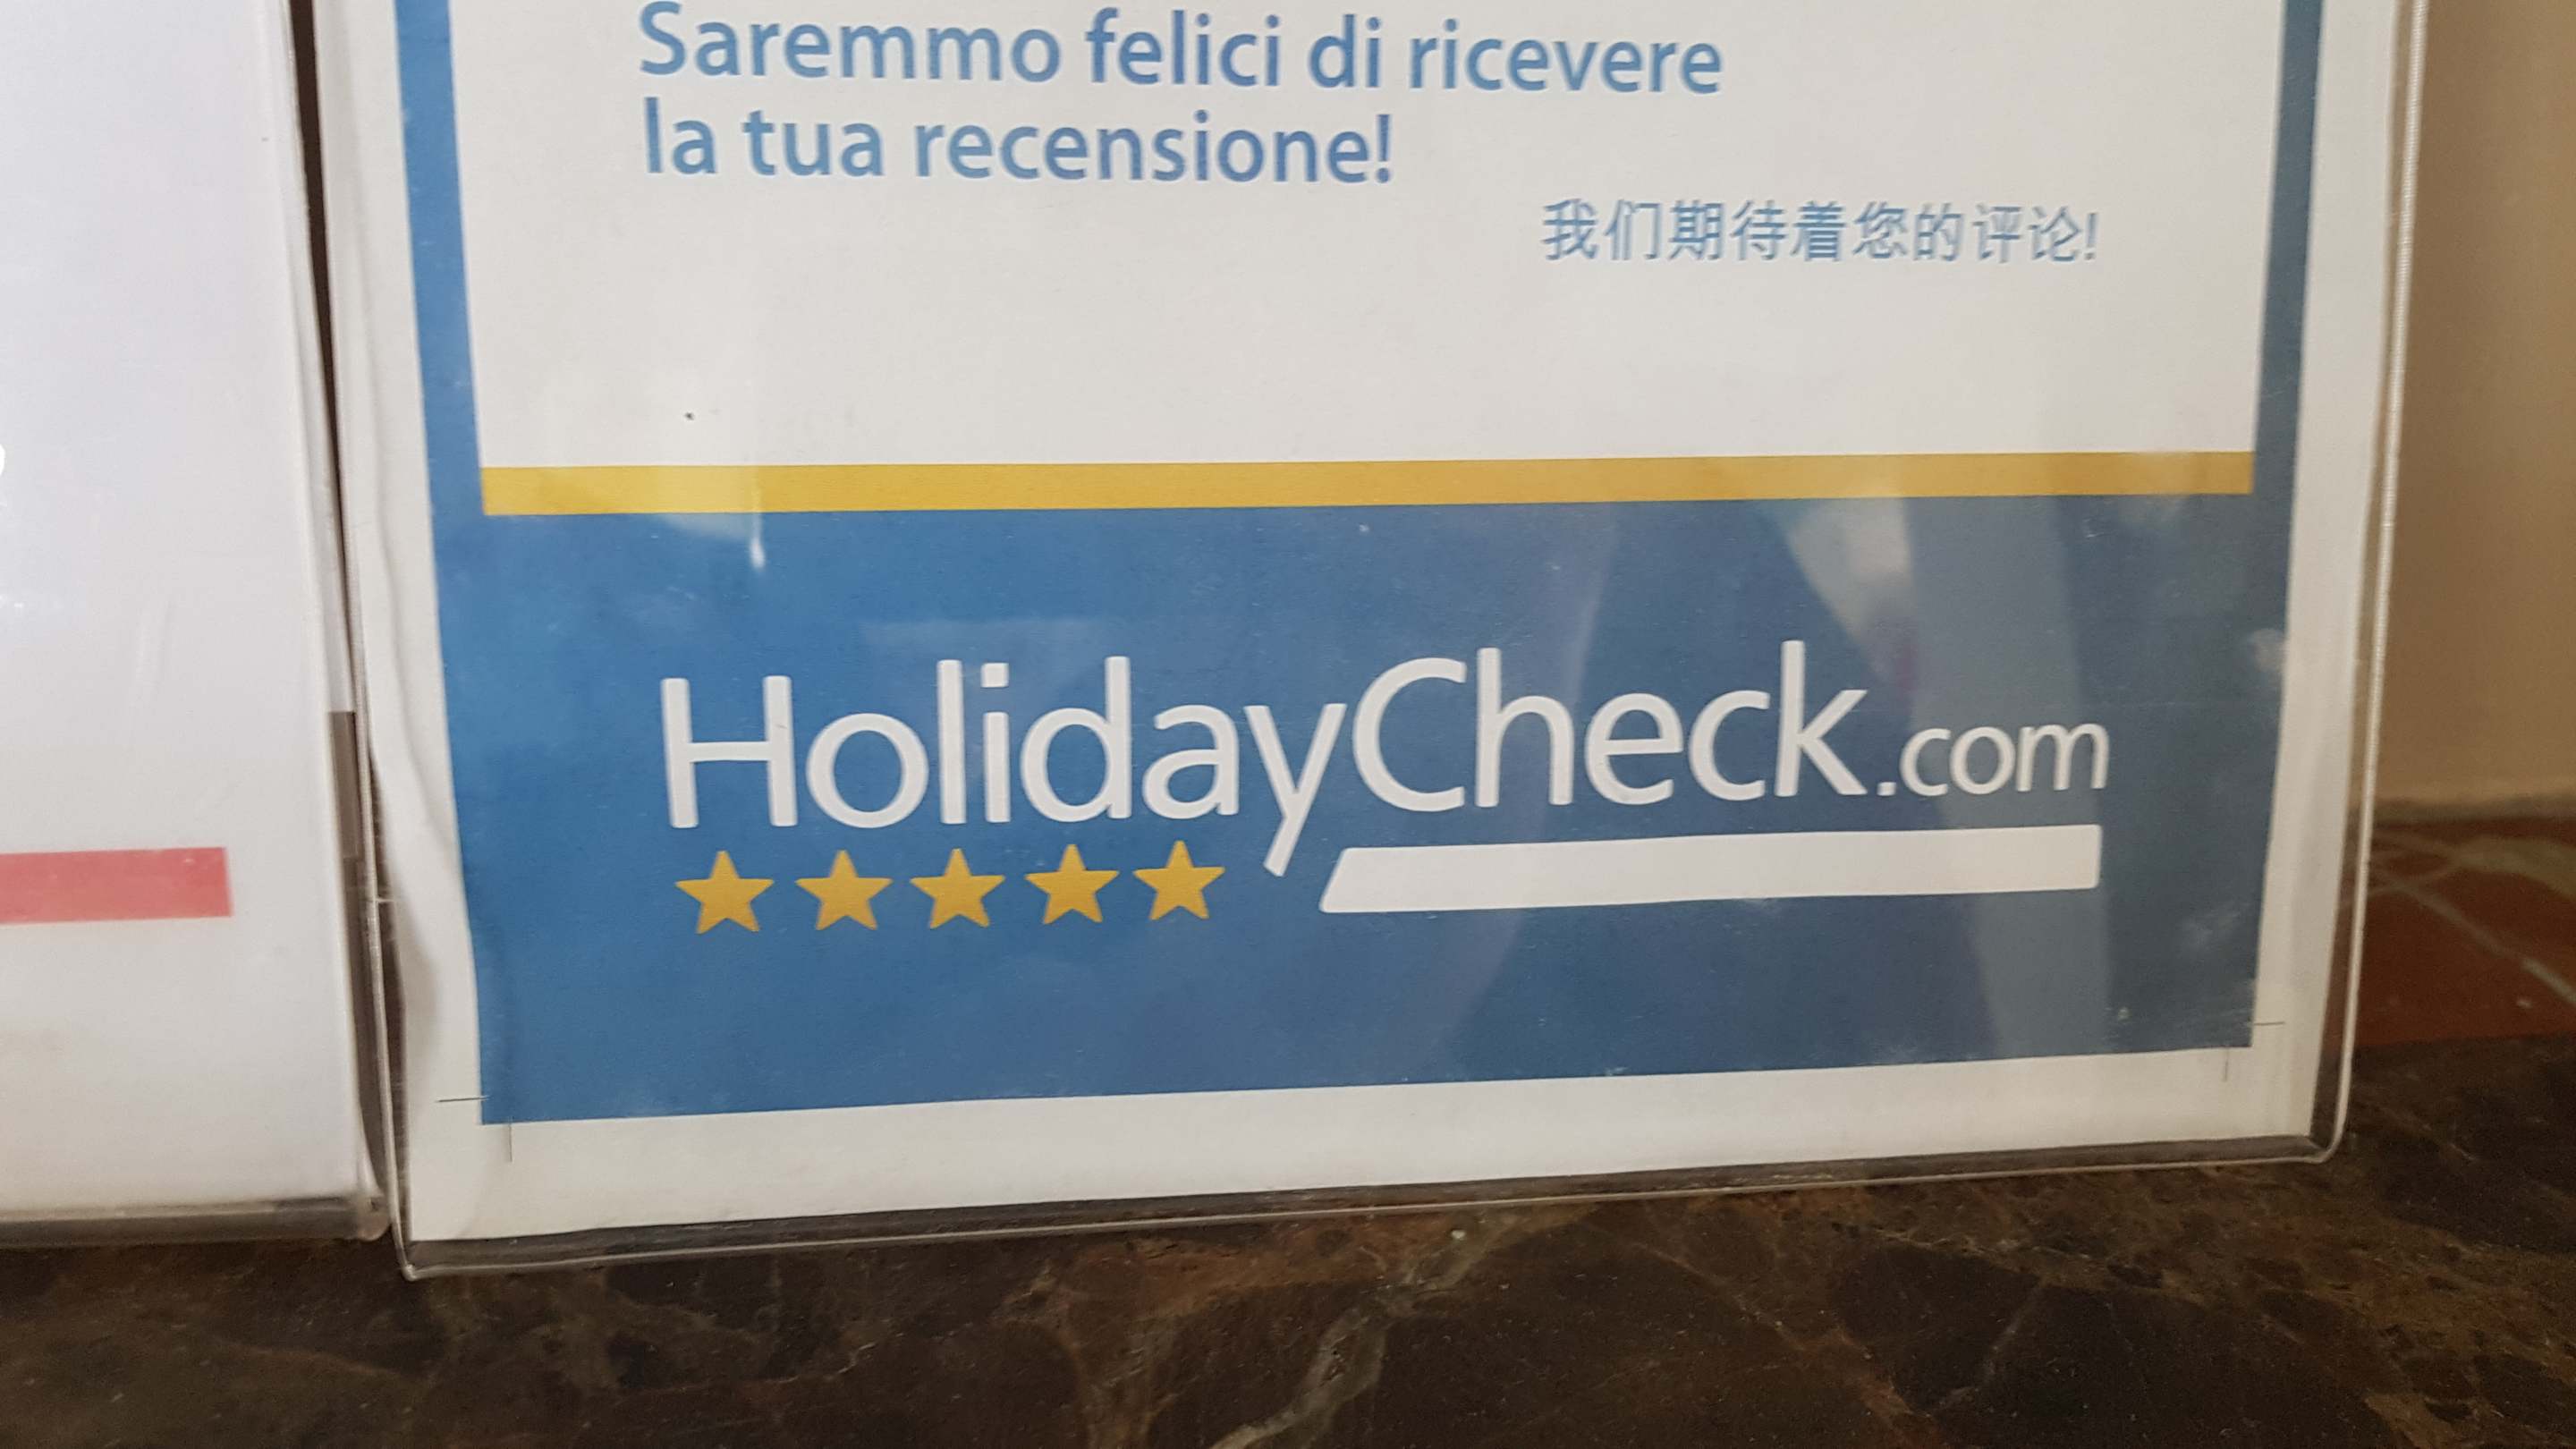 Saremmo felici di ricevere
la tua recensione!
我们期待着您的评论!
HolidayCheck.com